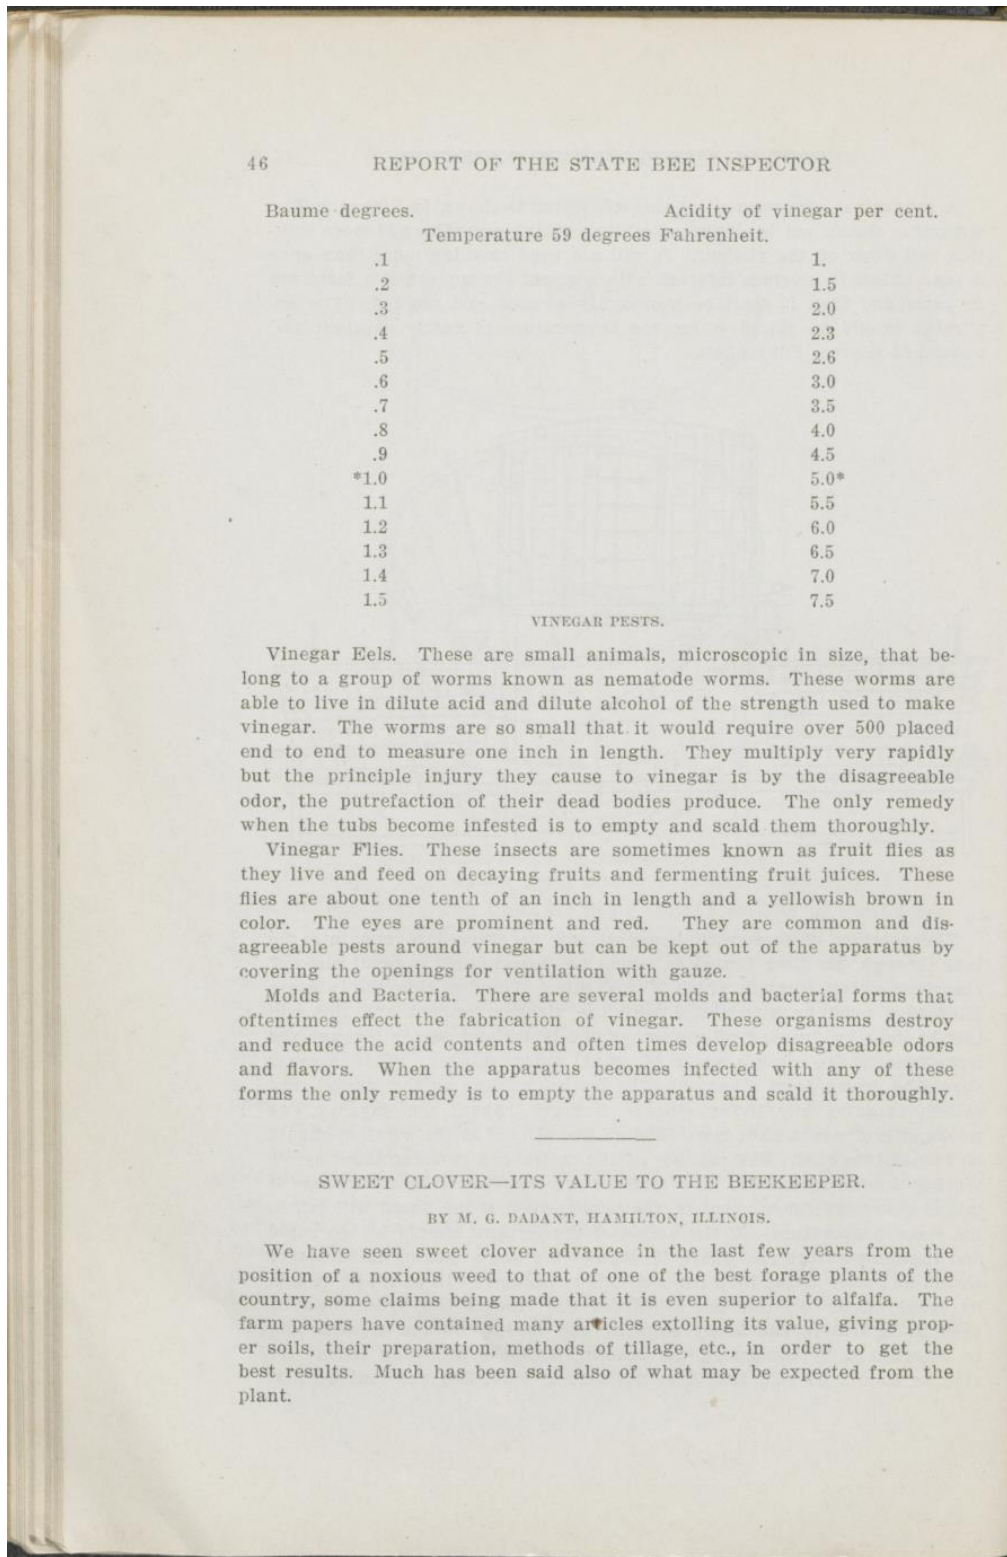 46 REPORT OF THE STATE BEE INSPECTOR
Baume degrees. Acidity of vinegar per cent.
Temperature 59 degrees Fahrenheit.
.1 1.
.2 1.5
.3 2.0
.4 2.3
.5 2.6
.6 3.0
.7 3.5
.8 4.0
.9 4.5
*1.0 5.0*
1.1 5.5
1.2 6.0
1.3 6.5
1.4 7.0
1.5 7.5
VINEGAR PESTS.
Vinegar Eels. These are small animals, microscopic in size, that be-
long to a group of worms known as nematode worms. These worms are
able to live in dilute acid and dilute alcohol of the strength used to make
vinegar. The worms are so small that it would require over 500 placed
end to end to measure one inch in length. They multiply very rapidly
but the principle injury they cause to vinegar is by the disagreeable
odor, the putrefaction of their dead bodies produce. The only remedy
when the tubs become infested is to empty and scald them thoroughly.
Vinegar Flies. These insects are sometimes known as fruit flies as
they live and feed on decaying fruits and fermenting fruit juices. These
flies are about one tenth of an inch in length and a yellowish brown in
color. The eyes are prominent and red. They are common and dis-
agreeable pests around vinegar but can be kept out of the apparatus by
covering the openings for ventilation with gauze.
Molds and Bacteria. There are several molds and bacterial forms that
oftentimes effect the fabrication of vinegar. These organisms destroy
and reduce the acid contents and often times develop disagreeable odors
and flavors. When the apparatus becomes infected with any of these
forms the only remedy is to empty the apparatus and scald it thoroughly.
SWEET CLOVER—ITS VALUE TO THE BEEKEEPER.
BY M. G. DADANT, HAMILTON, ILLINOIS.
We have seen sweet clover advance in the last few years from the
position of a noxious weed to that of one of the best forage plants of the
country, some claims being made that it is even superior to alfalfa. The
farm papers have contained many articles extolling its value, giving prop-
er soils, their preparation, methods of tillage, etc., in order to get the
best results. Much has been said also of what may be expected from the
plant.